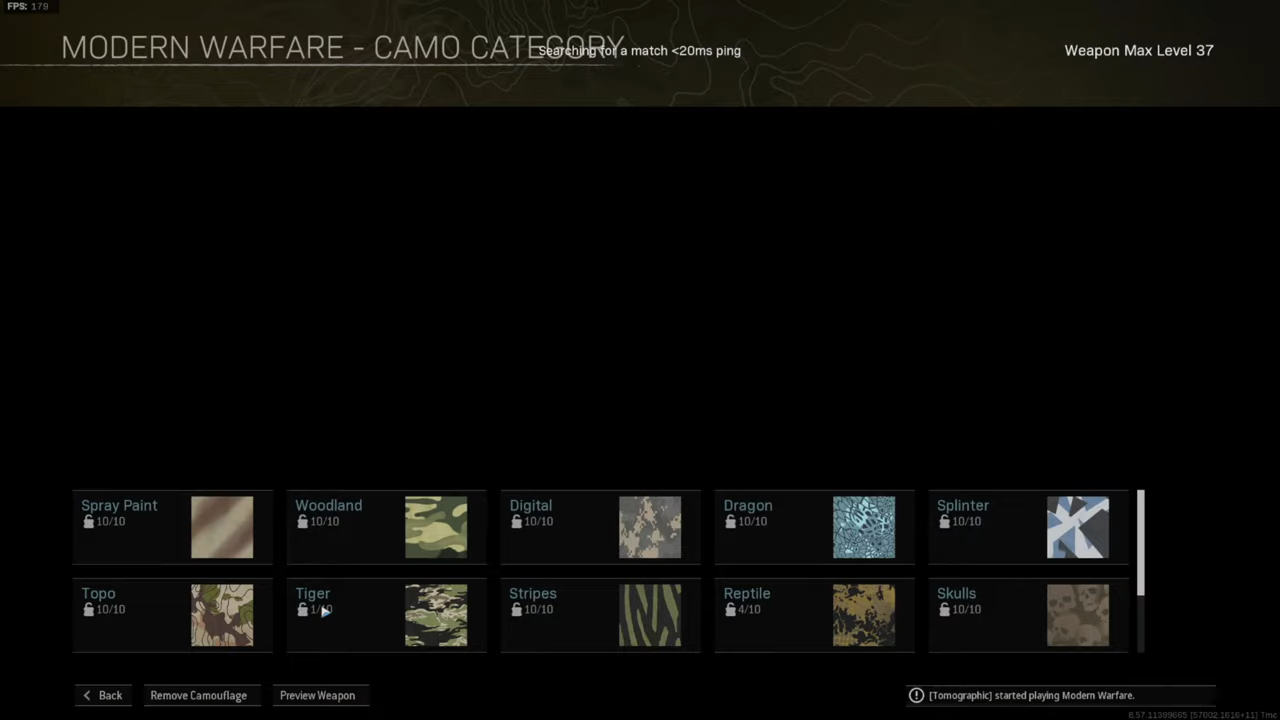 FPS: 179
MODERN WARFARE - CAMO CATEGORY
Searching for a match <20ms ping
Weapon Max Level 37
Spray Paint
10/10
Woodland
10/10
Digital
10/10
Dragon
10/10
Splinter
10/10
Topo
10/10
Tiger
Stripes
10/10
Reptile
4/10
Skulls
10/10
Back
Remove Camouflage
Preview Weapon
[Tomographic] started playing Modern Warfare.